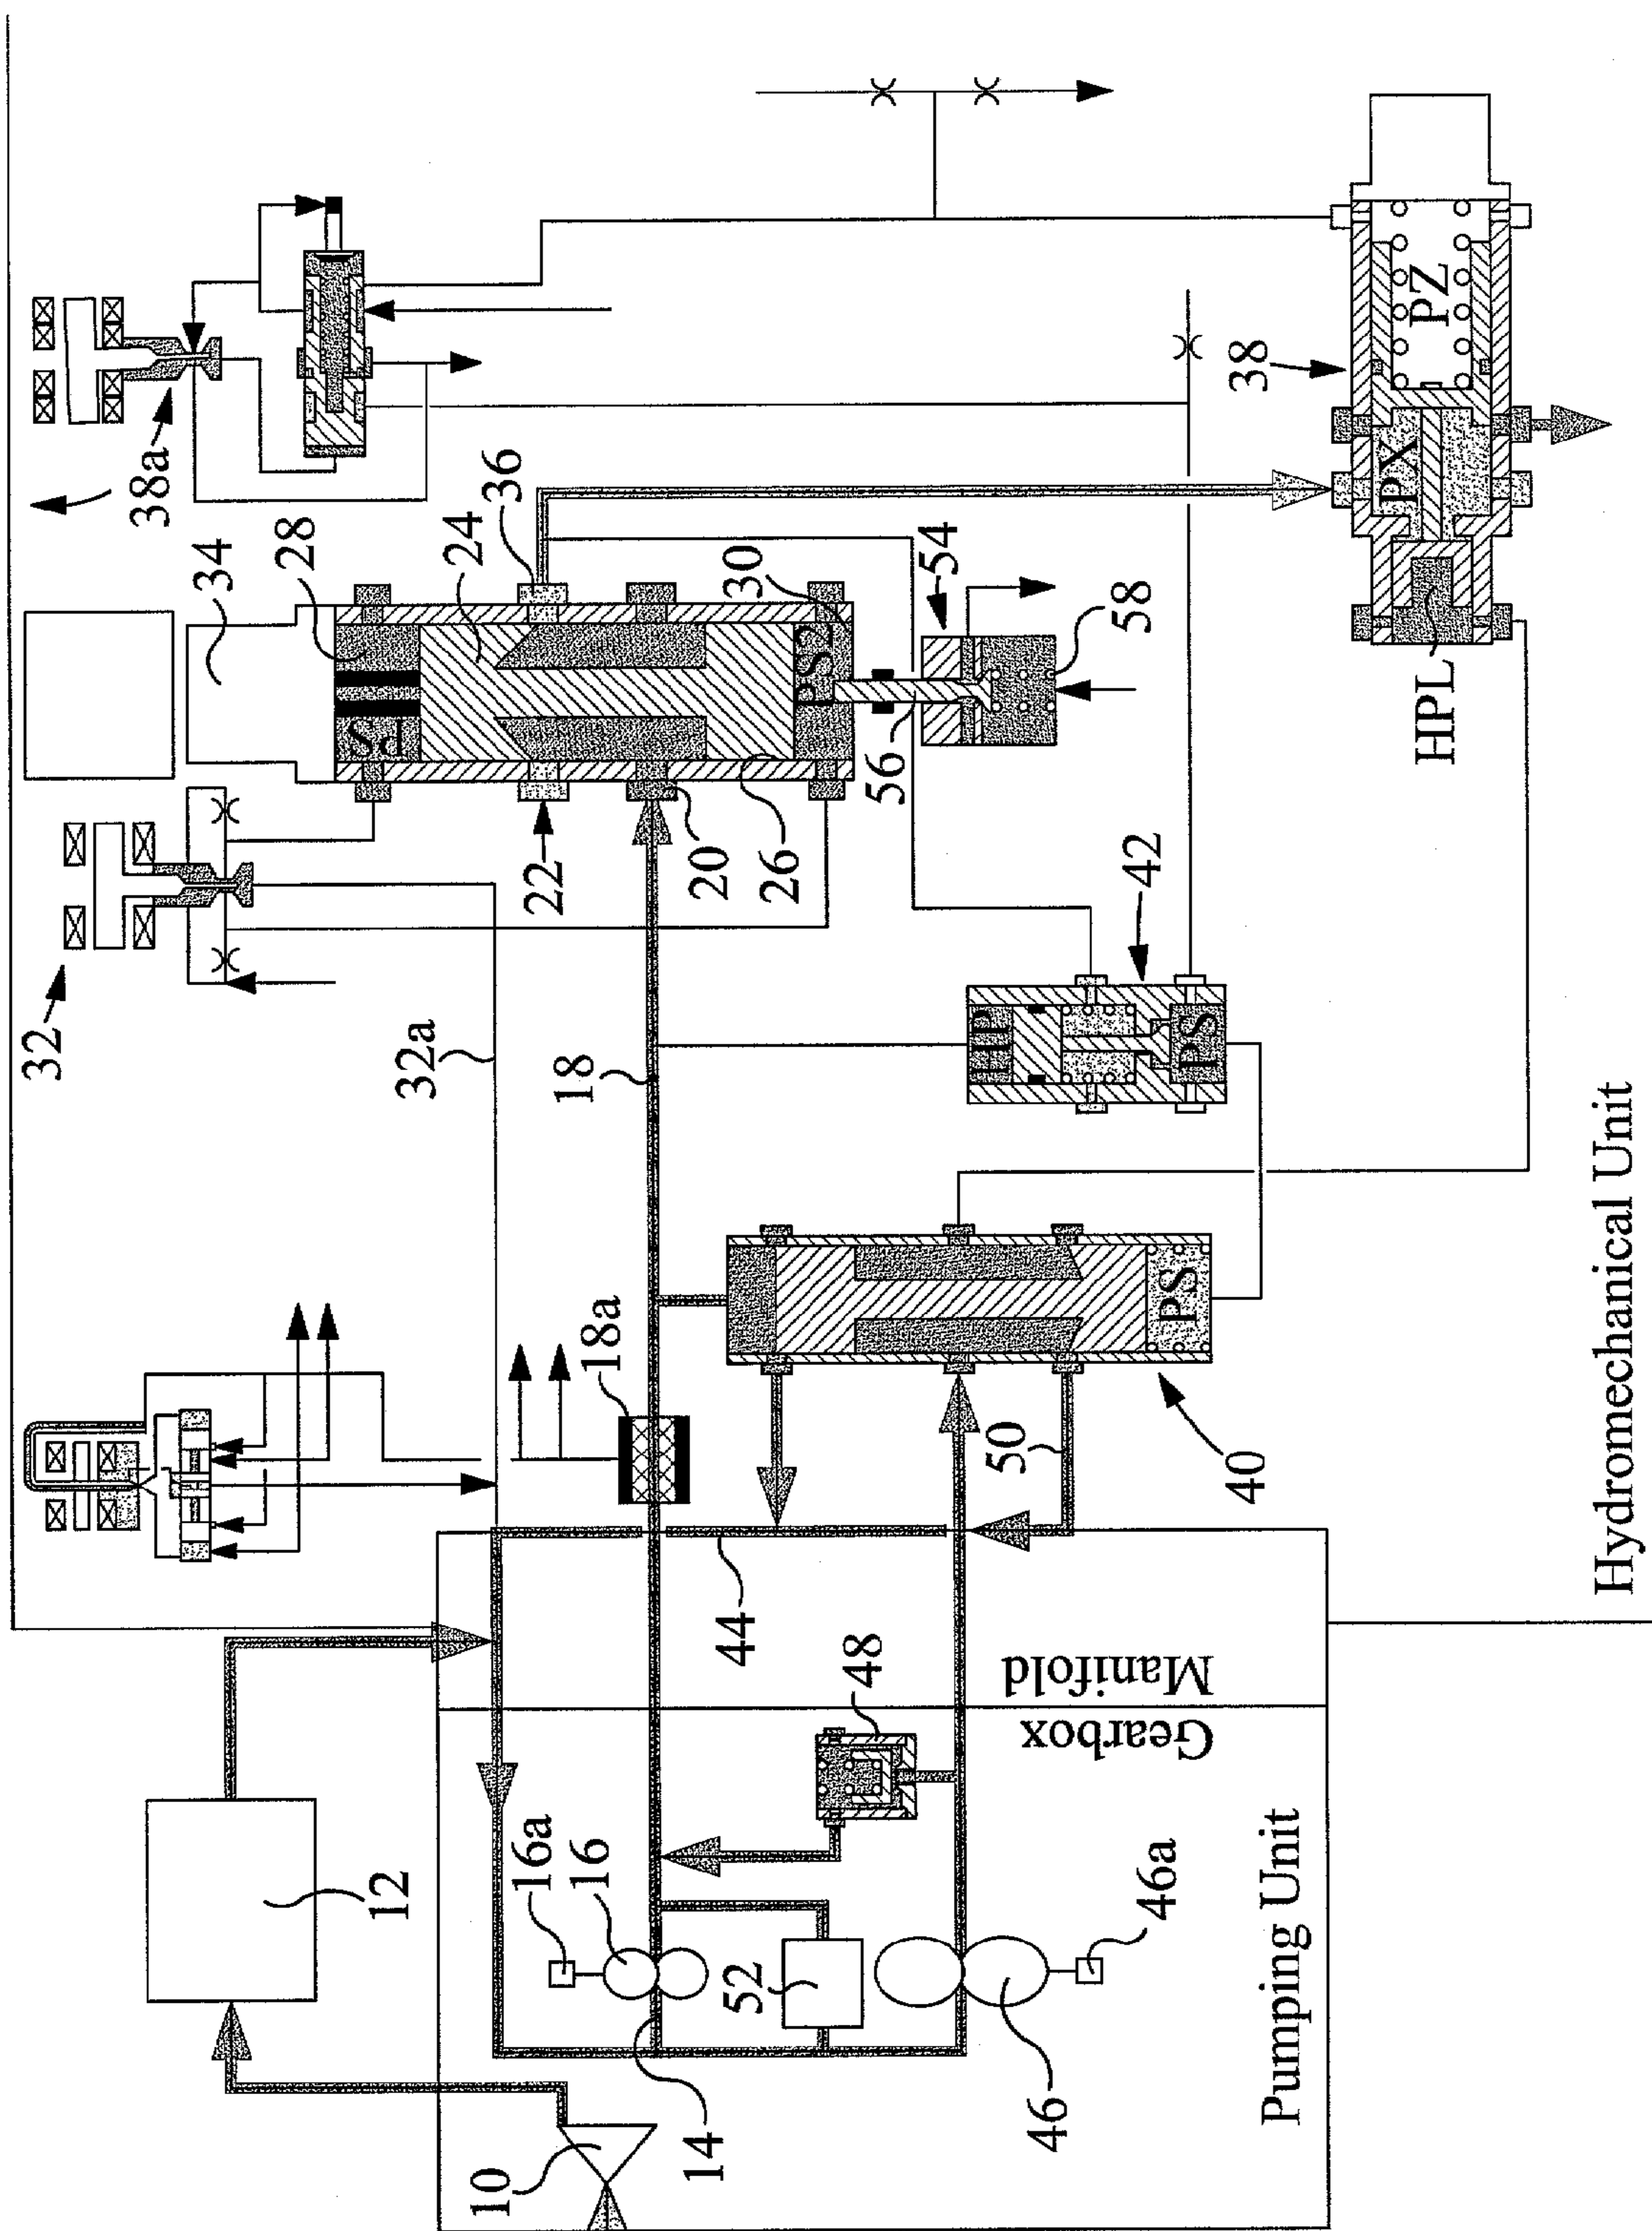 38a
34
28
24
36
30
54
58
56
PS
PS2
32
22
20
26
32a
18
42
HP
PS
38
PX
PZ
HPL
18a
40
PS
50
44
48
Manifold
Gearbox
Hydromechanical Unit
12
16a
16
52
46a
46
14
10
Pumping Unit